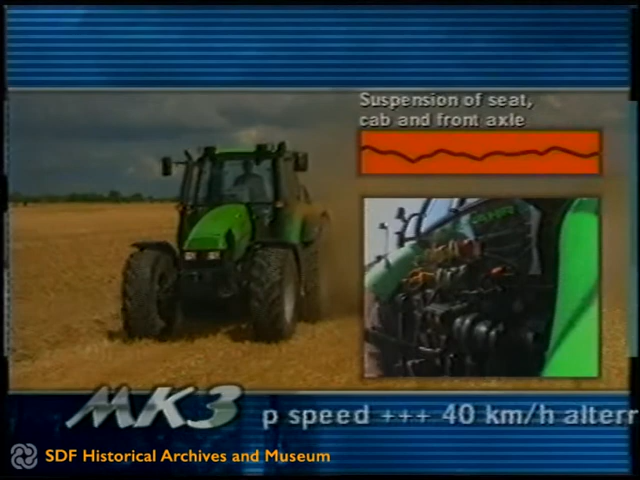 Suspension of seat,
cab and front axle
MK3
p speed +++ 40 km/h alterr
SDF Historical Archives and Museum